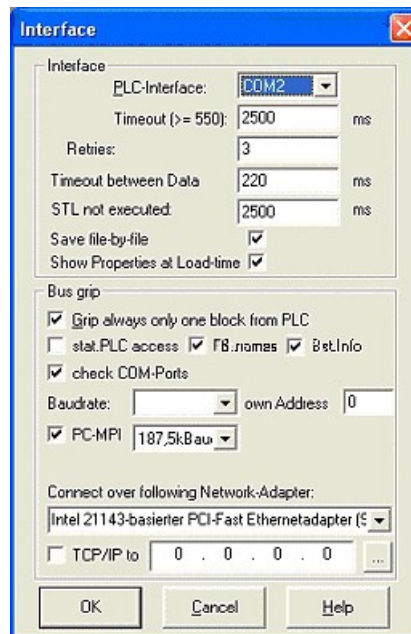 Interface
Interface
PLC-Interface: COM2
Timeout (>= 550): 2500 ms
Retries: 3
Timeout between Data 220 ms
STL not executed: 2500 ms
Save file-by-file
Show Properties at Load-time
Bus grip
Grip always only one block from PLC
stat.PLC access FB.names Bst.Info
check COM-Ports
Baudrate: own Address 0
PC-MPI 187,5kBau
Connect over following Network-Adapter:
Intel 21143-basierter PCI-Fast Ethernetadapter (S
TCP/IP to 0 . 0 . 0 . 0 ...
OK Cancel Help